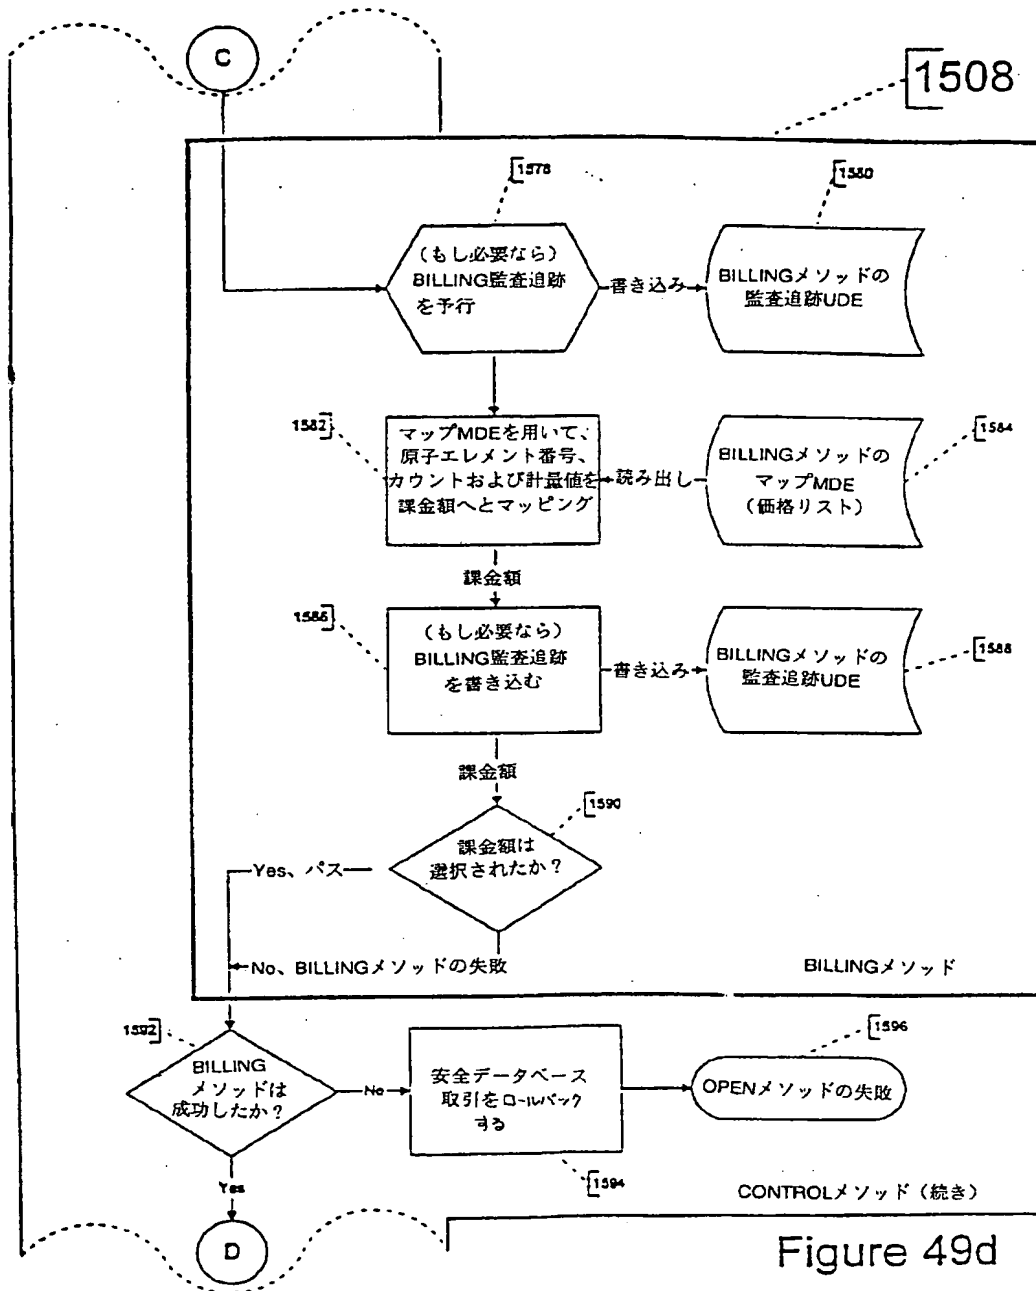 C
1508
1578
1580
(もし必要なら)
BILLING監査追跡
を予行
書き込み
BILLINGメソッドの
監査追跡UDE
1582
マップMDEを用いて、
原子エレメント番号、
カウントおよび計量値を
課金額へとマッピング
読み出し
BILLINGメソッドの
マップMDE
(価格リスト)
1584
課金額
1586
(もし必要なら)
BILLING監査追跡
を書き込む
書き込み
BILLINGメソッドの
監査追跡UDE
1588
課金額
1590
課金額は
選択されたか?
Yes、パス
No、BILLINGメソッドの失敗
BILLINGメソッド
1592
BILLING
メソッドは
成功したか?
No
安全データベース
取引をロールバック
する
1594
1596
OPENメソッドの失敗
Yes
CONTROLメソッド(続き)
D
Figure 49d